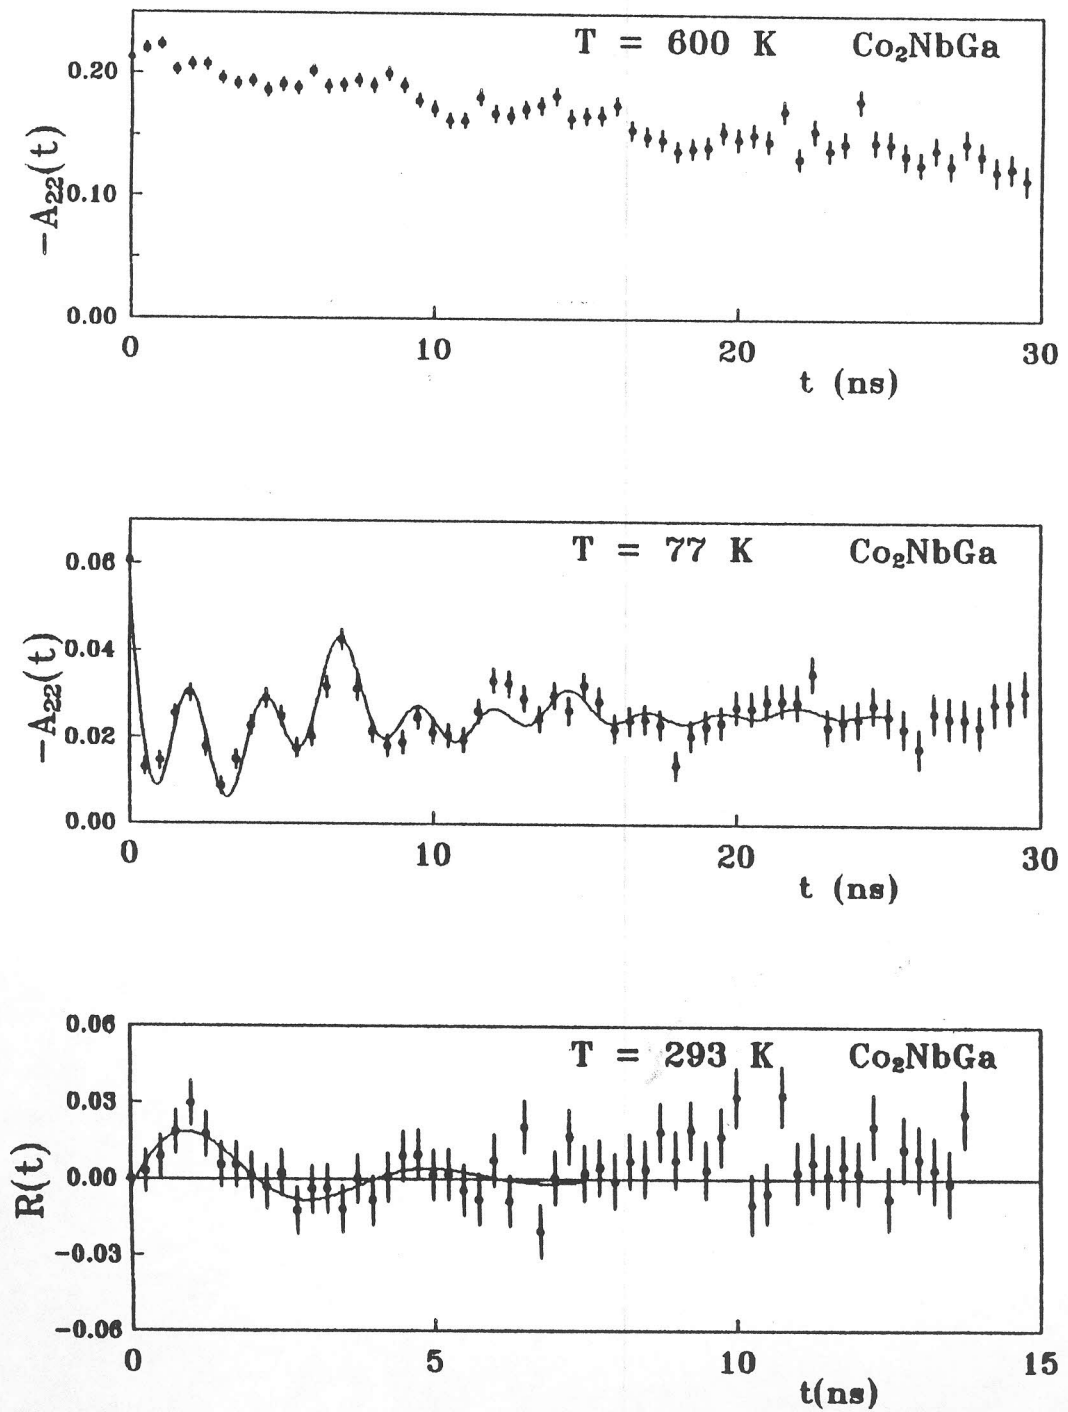 T = 600 K Co₂NbGa
0.20
0.10
0.00
−A₂₂(t)
0 10 20 30
t (ns)
T = 77 K Co₂NbGa
0.06
0.04
0.02
0.00
−A₂₂(t)
0 10 20 30
t (ns)
T = 293 K Co₂NbGa
0.06
0.03
0.00
−0.03
−0.06
R(t)
0 5 10 15
t(ns)